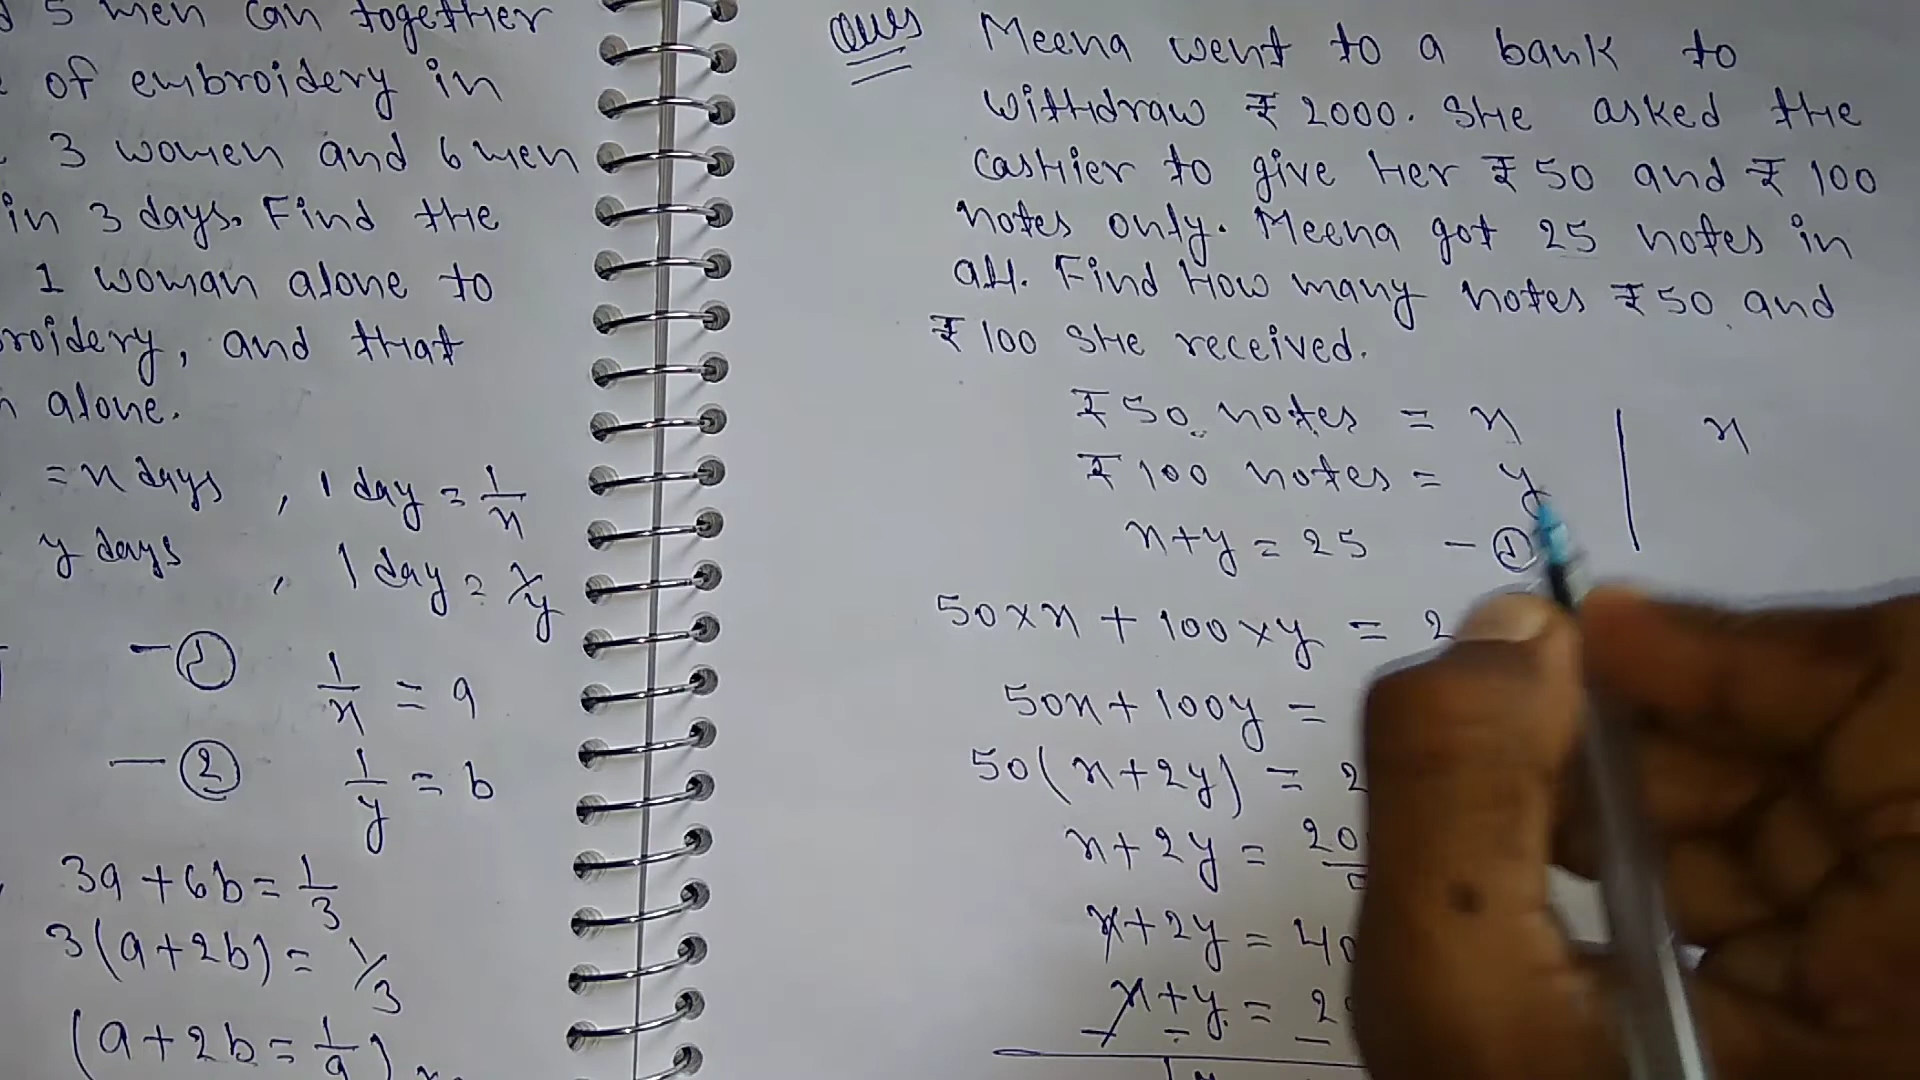 5 men can together
of embroidery in
3 women and 6 men
in 3 days. Find the
1 woman alone to
and that
alone.
= x days , 1 day = 1/x
y days , 1 day = 1/y
- ① 1/x = a
- ② 1/y = b
3a + 6b = 1/3
3(a + 2b) = 1/3
(a + 2b = 1/9)
Ques Meena went to a bank to
withdraw ₹ 2000. She asked the
cashier to give her ₹ 50 and ₹ 100
notes only. Meena got 25 notes in
all. Find how many notes ₹ 50 and
₹ 100 she received.
₹ 50 notes = x | x
₹ 100 notes = y
x + y = 25 - ①
50 × x + 100 × y = 2
50x + 100y =
50(x + 2y) = 2
x + 2y = 20
x + 2y = 40
x + y = 2